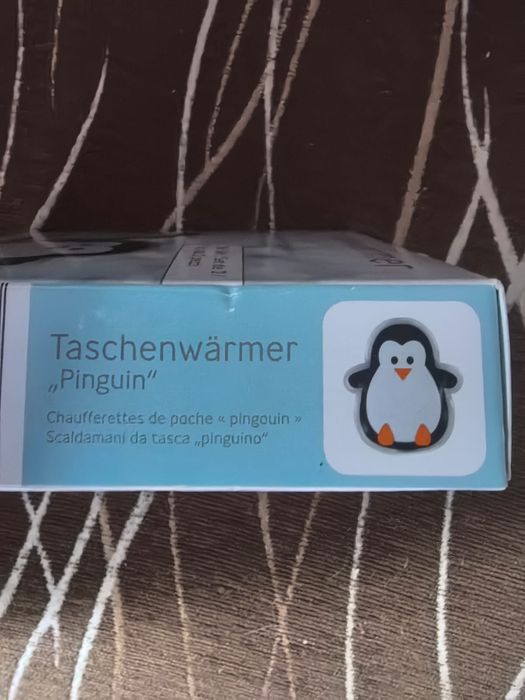 Taschenwärmer
„Pinguin“
Chaufferettes de poche « pingouin »
Scaldamani da tasca „pinguino“